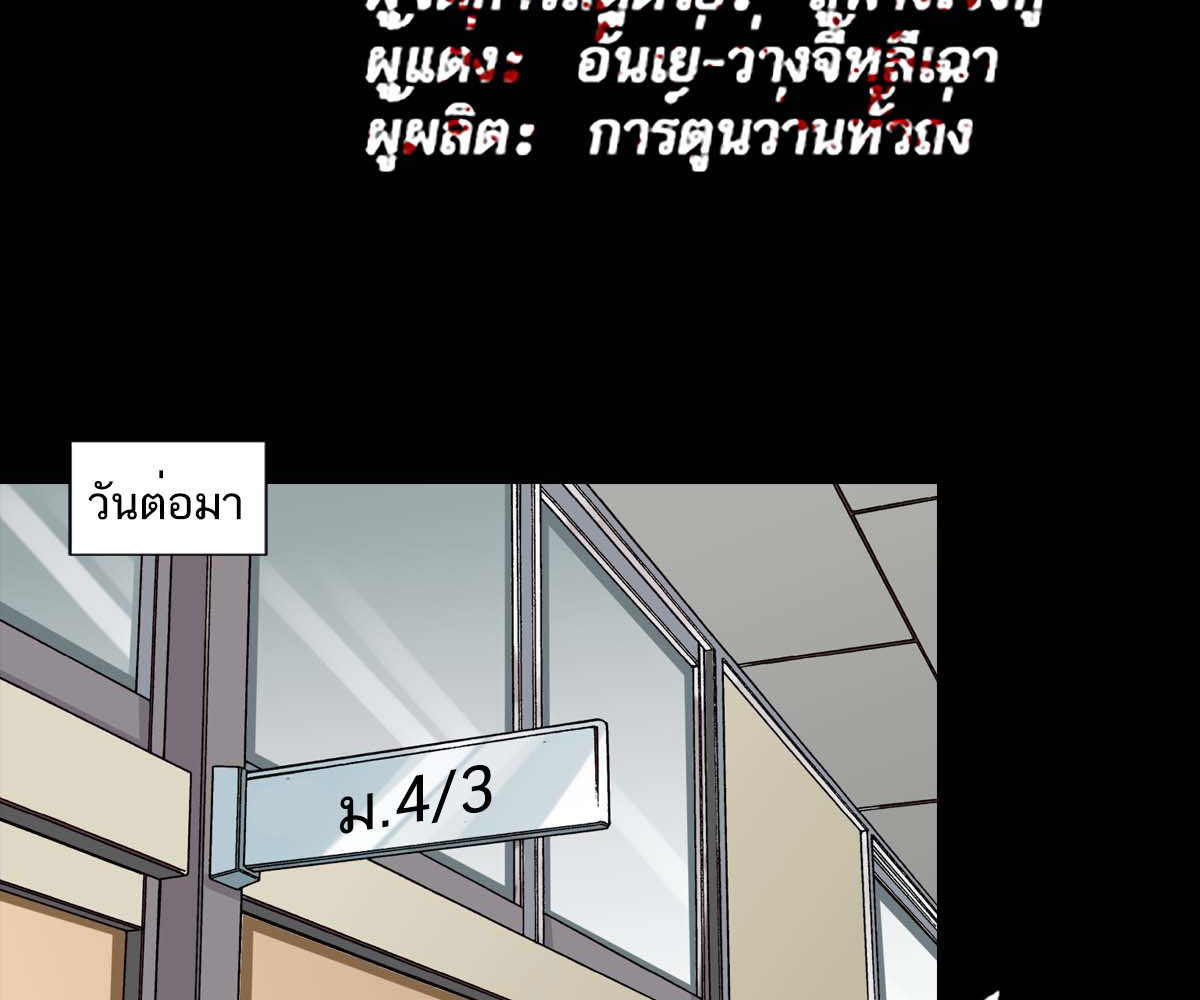 ผู้แต่ง: อันเย่-ว่างจี้หลีเฉา
ผู้ผลิต: การ์ตูนว่านทั่วถ่ง
วันต่อมา
ม.4/3